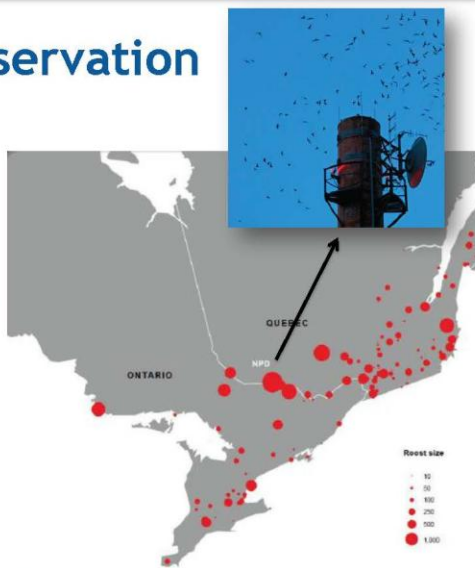 servation
QUEBEC
NPD
ONTARIO
Roost size
10
50
100
250
500
1,000